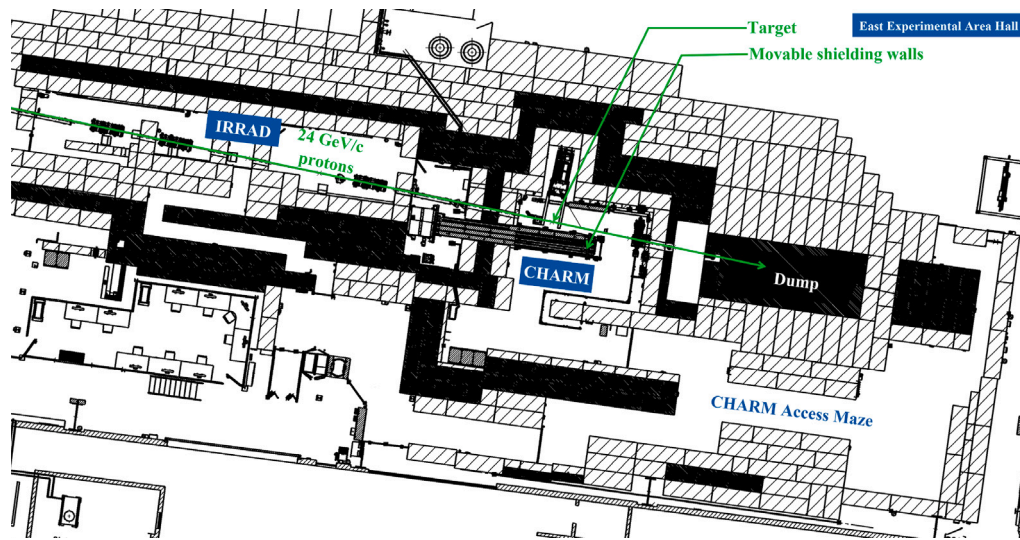 Target
East Experimental Area Hall
Movable shielding walls
IRRAD
24 GeV/c
protons
CHARM
Dump
CHARM Access Maze